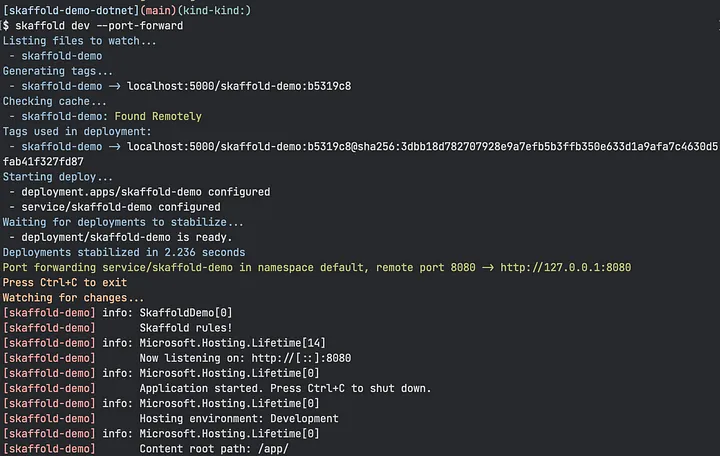 [skaffold-demo-dotnet](main)(kind-kind:)
[$ skaffold dev --port-forward
Listing files to watch...
 - skaffold-demo
Generating tags...
 - skaffold-demo -> localhost:5000/skaffold-demo:b5319c8
Checking cache...
 - skaffold-demo: Found Remotely
Tags used in deployment:
 - skaffold-demo -> localhost:5000/skaffold-demo:b5319c8@sha256:3dbb18d782707928e9a7efb5b3ffb350e633d1a9afa7c4630d5
fab41f327fd87
Starting deploy...
 - deployment.apps/skaffold-demo configured
 - service/skaffold-demo configured
Waiting for deployments to stabilize...
 - deployment/skaffold-demo is ready.
Deployments stabilized in 2.236 seconds
Port forwarding service/skaffold-demo in namespace default, remote port 8080 -> http://127.0.0.1:8080
Press Ctrl+C to exit
Watching for changes...
[skaffold-demo] info: SkaffoldDemo[0]
[skaffold-demo]       Skaffold rules!
[skaffold-demo] info: Microsoft.Hosting.Lifetime[14]
[skaffold-demo]       Now listening on: http://[::]:8080
[skaffold-demo] info: Microsoft.Hosting.Lifetime[0]
[skaffold-demo]       Application started. Press Ctrl+C to shut down.
[skaffold-demo] info: Microsoft.Hosting.Lifetime[0]
[skaffold-demo]       Hosting environment: Development
[skaffold-demo] info: Microsoft.Hosting.Lifetime[0]
[skaffold-demo]       Content root path: /app/